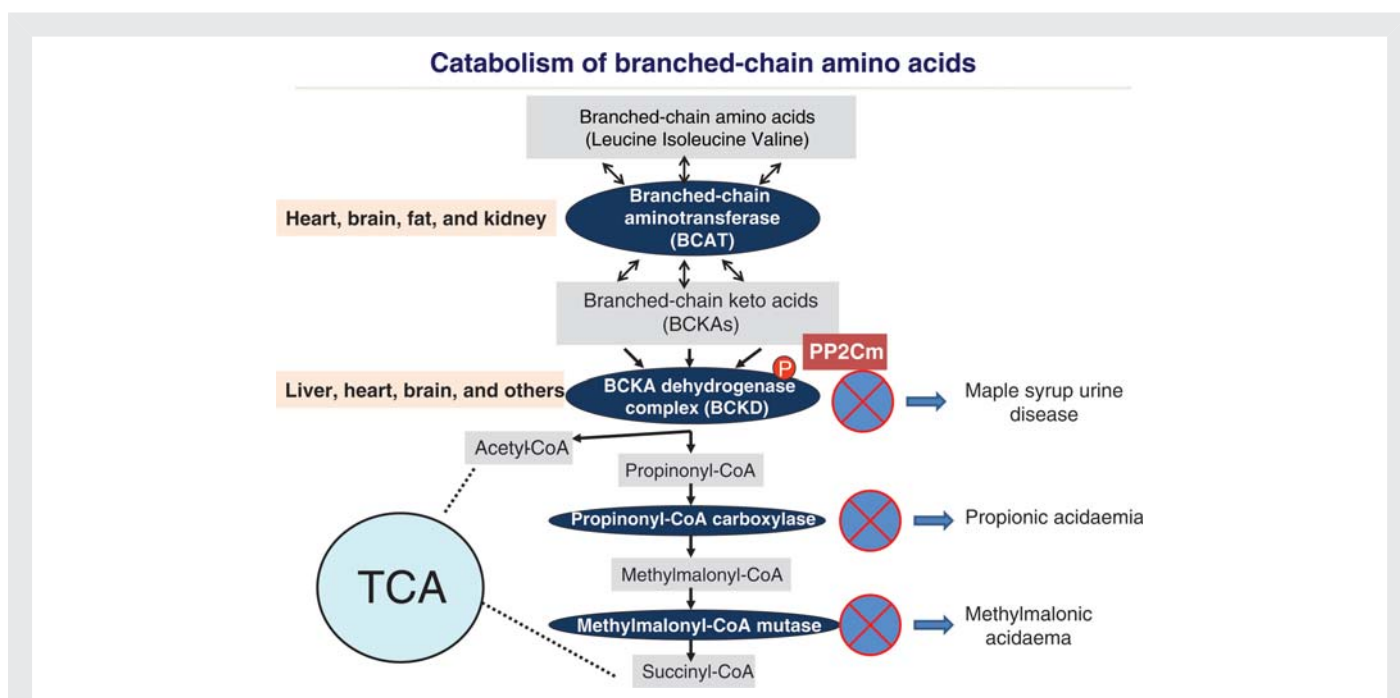 Catabolism of branched-chain amino acids
Branched-chain amino acids
(Leucine Isoleucine Valine)
Heart, brain, fat, and kidney
Branched-chain
aminotransferase
(BCAT)
Branched-chain keto acids
(BCKAs)
PP2Cm
P
Liver, heart, brain, and others
BCKA dehydrogenase
complex (BCKD)
Maple syrup urine
disease
Acetyl-CoA
Propinonyl-CoA
Propinonyl-CoA carboxylase
Propionic acidaemia
TCA
Methylmalonyl-CoA
Methylmalonyl-CoA mutase
Methylmalonic
acidaema
Succinyl-CoA